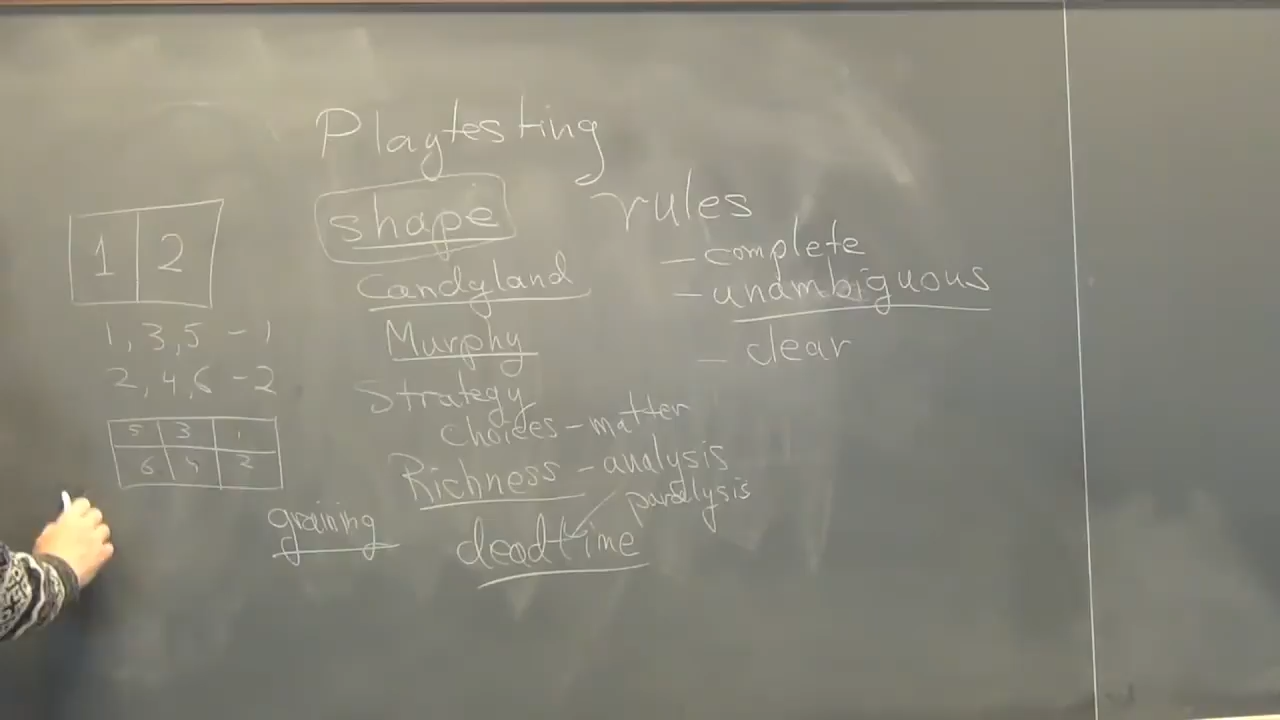 Playtesting
shape
Candyland
Murphy
Strategy
choices - matter
Richness - analysis
paralysis
deadtime
graining
rules
- complete
- unambiguous
- clear
1 2
1, 3, 5 - 1
2, 4, 6 - 2
5 3 1
6 4 2